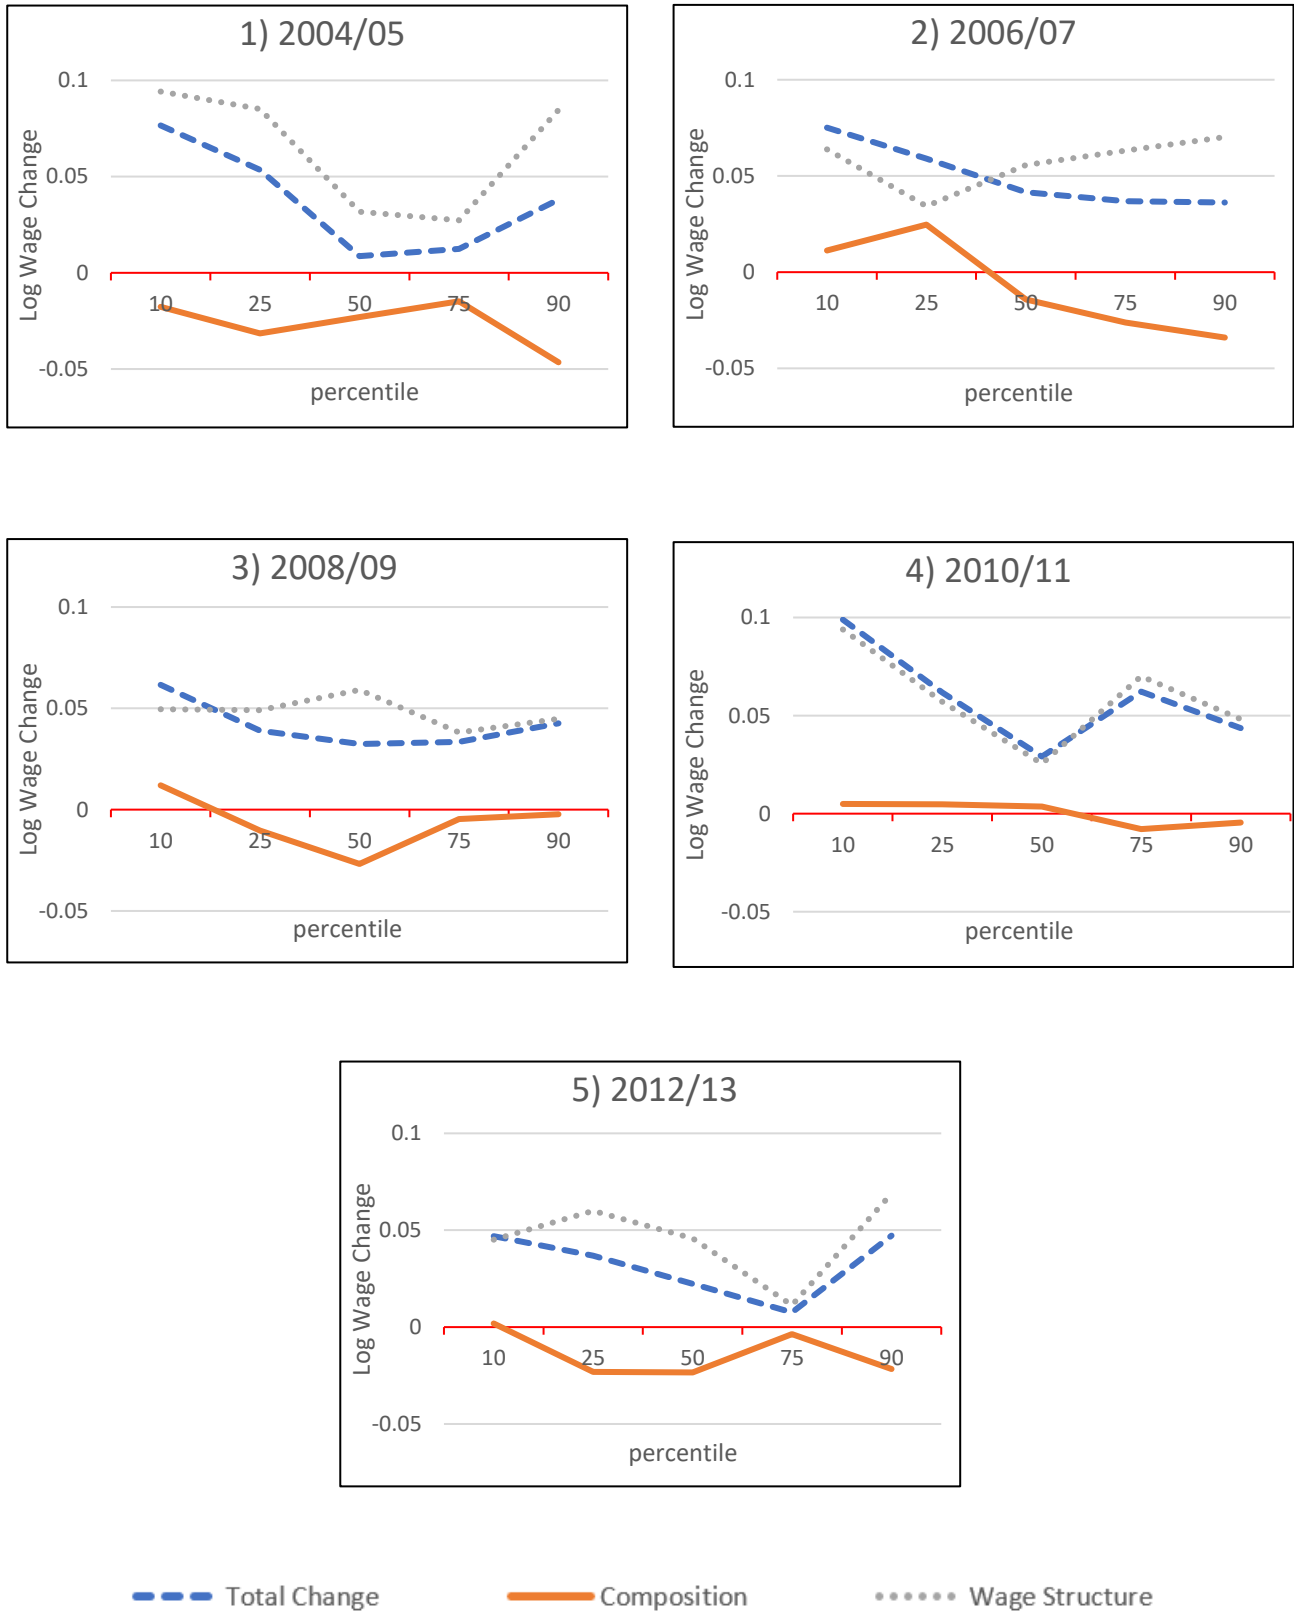 1) 2004/05
0.1
0.05
0
-0.05
Log Wage Change
10 25 50 75 90
percentile
2) 2006/07
0.1
0.05
0
-0.05
Log Wage Change
10 25 50 75 90
percentile
3) 2008/09
0.1
0.05
0
-0.05
Log Wage Change
10 25 50 75 90
percentile
4) 2010/11
0.1
0.05
0
-0.05
Log Wage Change
10 25 50 75 90
percentile
5) 2012/13
0.1
0.05
0
-0.05
Log Wage Change
10 25 50 75 90
percentile
Total Change Composition Wage Structure